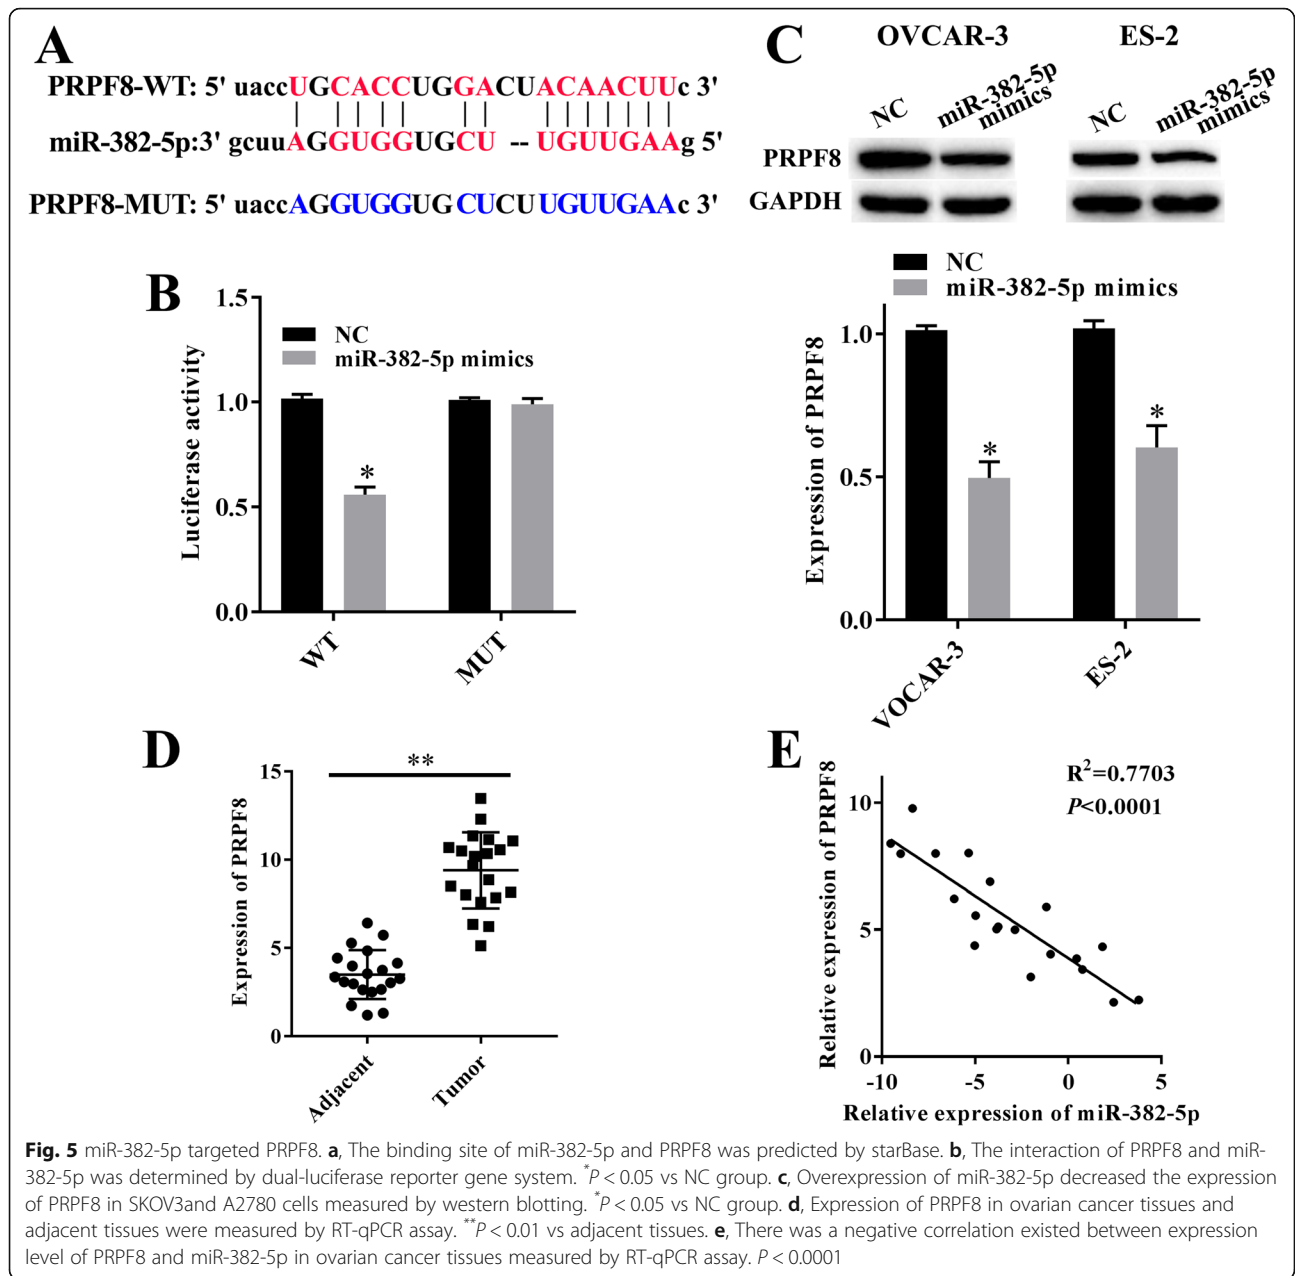 A
PRPF8-WT: 5' uaccUGCACCUGGACUACAACUUc 3'
miR-382-5p:3' gcuuAGGUGGUGCU -- UGUUGAAg 5'
PRPF8-MUT: 5' uaccAGGUGGUGCUCUUGUUGAAc 3'
C
OVCAR-3 ES-2
NC miR-382-5p mimics NC miR-382-5p mimics
PRPF8
GAPDH
B
Luciferase activity
1.5
1.0
0.5
0.0
NC
miR-382-5p mimics
*
WT MUT
NC
miR-382-5p mimics
Expression of PRPF8
1.0
0.5
0.0
* *
VOCAR-3 ES-2
D
**
Expression of PRPF8
15
10
5
0
Adjacent Tumor
E
Relative expression of PRPF8
R²=0.7703
P<0.0001
10
5
0
-10 -5 0 5
Relative expression of miR-382-5p
Fig. 5 miR-382-5p targeted PRPF8. a, The binding site of miR-382-5p and PRPF8 was predicted by starBase. b, The interaction of PRPF8 and miR-
382-5p was determined by dual-luciferase reporter gene system. *P < 0.05 vs NC group. c, Overexpression of miR-382-5p decreased the expression
of PRPF8 in SKOV3and A2780 cells measured by western blotting. *P < 0.05 vs NC group. d, Expression of PRPF8 in ovarian cancer tissues and
adjacent tissues were measured by RT-qPCR assay. **P < 0.01 vs adjacent tissues. e, There was a negative correlation existed between expression
level of PRPF8 and miR-382-5p in ovarian cancer tissues measured by RT-qPCR assay. P < 0.0001